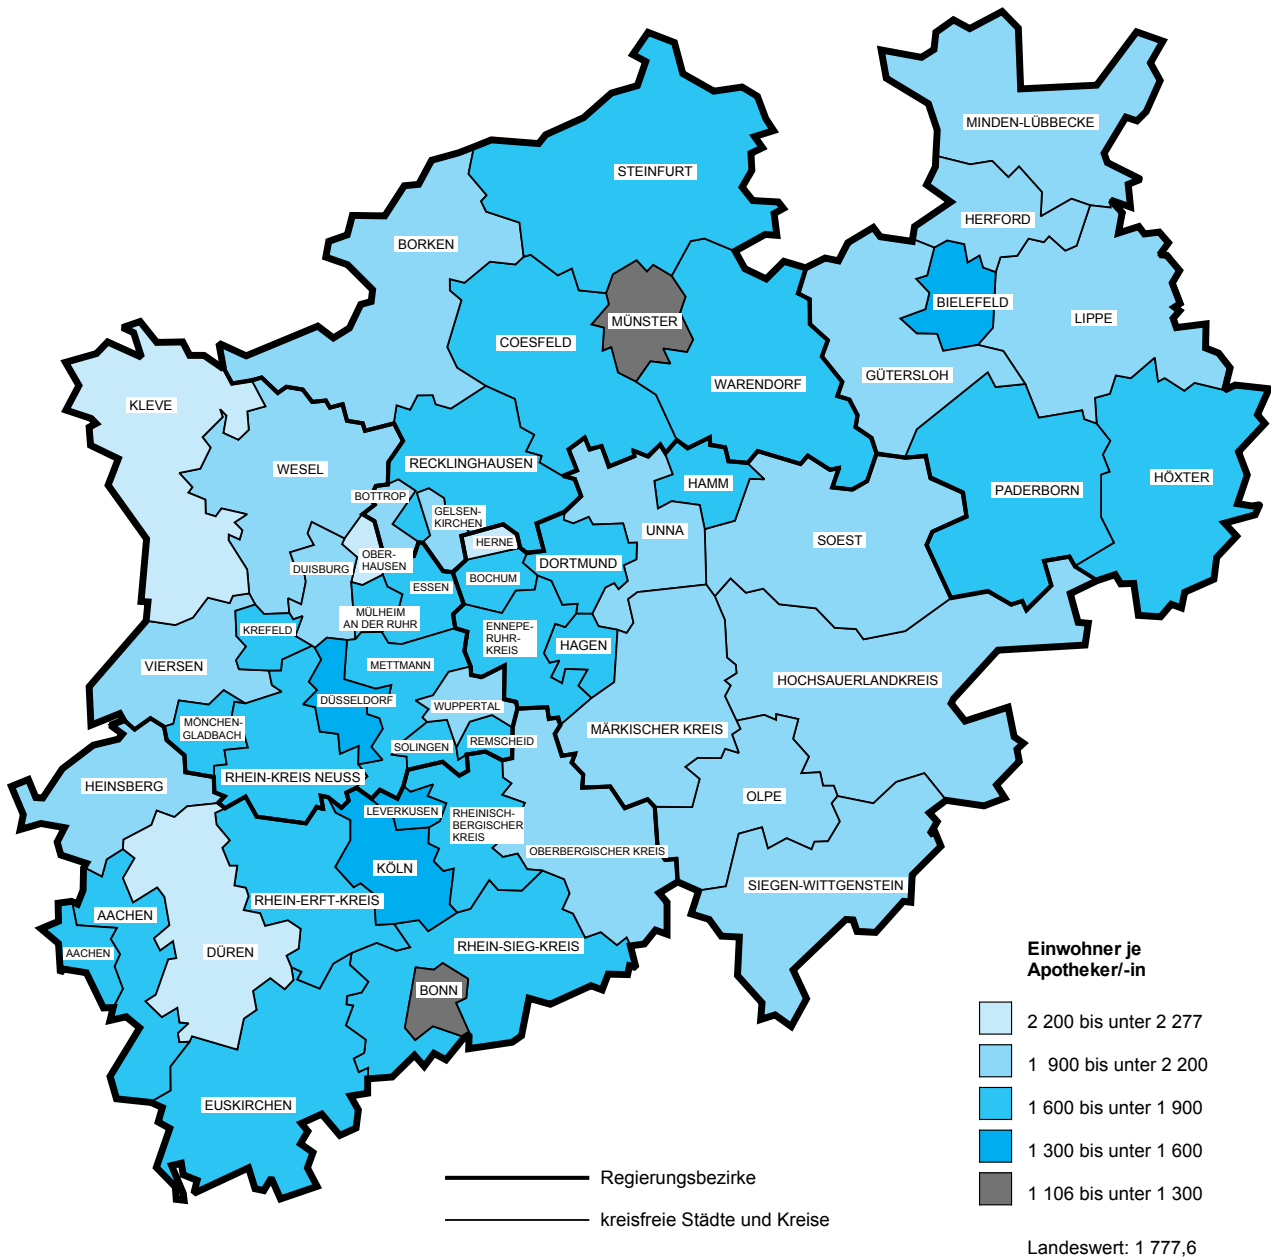 MINDEN-LÜBBECKE
STEINFURT
HERFORD
BORKEN
BIELEFELD
MÜNSTER
LIPPE
COESFELD
GÜTERSLOH
WARENDORF
KLEVE
RECKLINGHAUSEN
WESEL
HÖXTER
HAMM
PADERBORN
BOTTROP
GELSEN-
KIRCHEN
UNNA
SOEST
HERNE
OBER-
HAUSEN
DUISBURG
DORTMUND
BOCHUM
ESSEN
MÜLHEIM
AN DER RUHR
KREFELD
ENNEPE-
RUHR-
KREIS
HAGEN
METTMANN
VIERSEN
HOCHSAUERLANDKREIS
DÜSSELDORF
WUPPERTAL
MÖNCHEN-
GLADBACH
MÄRKISCHER KREIS
REMSCHEID
SOLINGEN
RHEIN-KREIS NEUSS
HEINSBERG
OLPE
LEVERKUSEN
RHEINISCH-
BERGISCHER
KREIS
OBERBERGISCHER KREIS
KÖLN
SIEGEN-WITTGENSTEIN
RHEIN-ERFT-KREIS
AACHEN
RHEIN-SIEG-KREIS
DÜREN
AACHEN
BONN
EUSKIRCHEN
Einwohner je
Apotheker/-in
2 200 bis unter 2 277
1 900 bis unter 2 200
1 600 bis unter 1 900
1 300 bis unter 1 600
1 106 bis unter 1 300
Landeswert: 1 777,6
Regierungsbezirke
kreisfreie Städte und Kreise